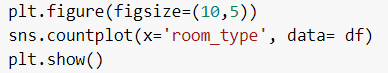 plt.figure(figsize=(10,5))
sns.countplot(x='room_type', data= df)
plt.show()